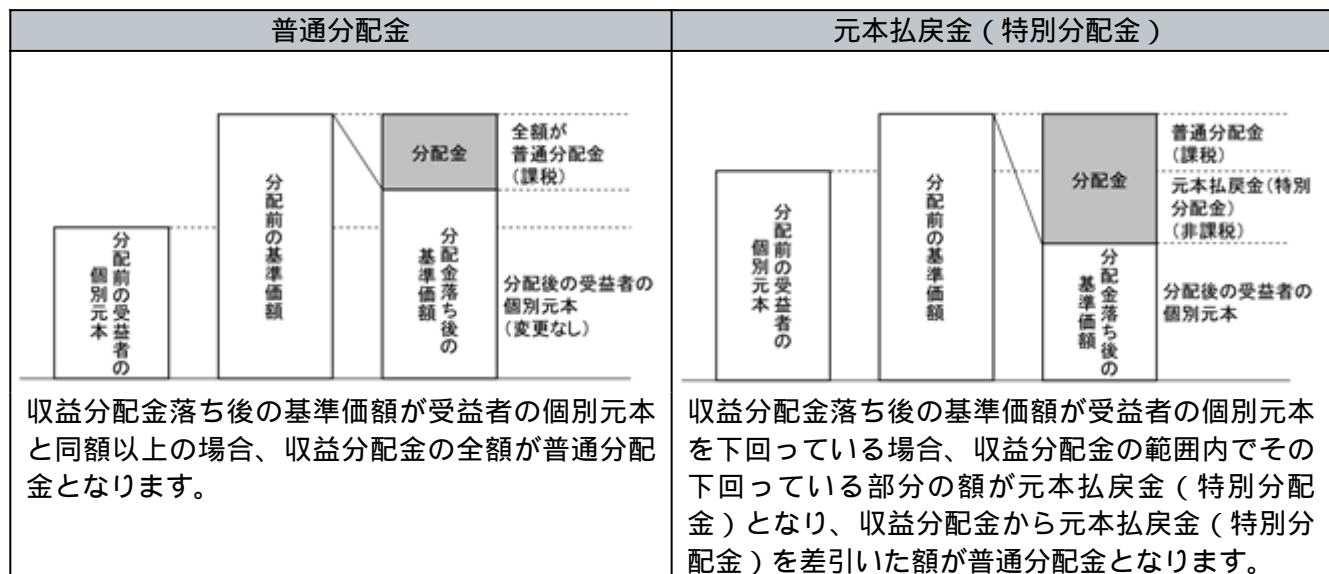 普通分配金
分配前の受益者の
個別元本
分配前の基準価額
分配金
分配金落ち後の
基準価額
全額が
普通分配金
(課税)
分配後の受益者の
個別元本
(変更なし)
収益分配金落ち後の基準価額が受益者の個別元本
と同額以上の場合、収益分配金の全額が普通分配
金となります。
元本払戻金(特別分配金)
分配前の受益者の
個別元本
分配前の基準価額
分配金
分配金落ち後の
基準価額
普通分配金
(課税)
元本払戻金(特別
分配金)
(非課税)
分配後の受益者の
個別元本
収益分配金落ち後の基準価額が受益者の個別元本
を下回っている場合、収益分配金の範囲内でその
下回っている部分の額が元本払戻金(特別分配
金)となり、収益分配金から元本払戻金(特別分
配金)を差引いた額が普通分配金となります。